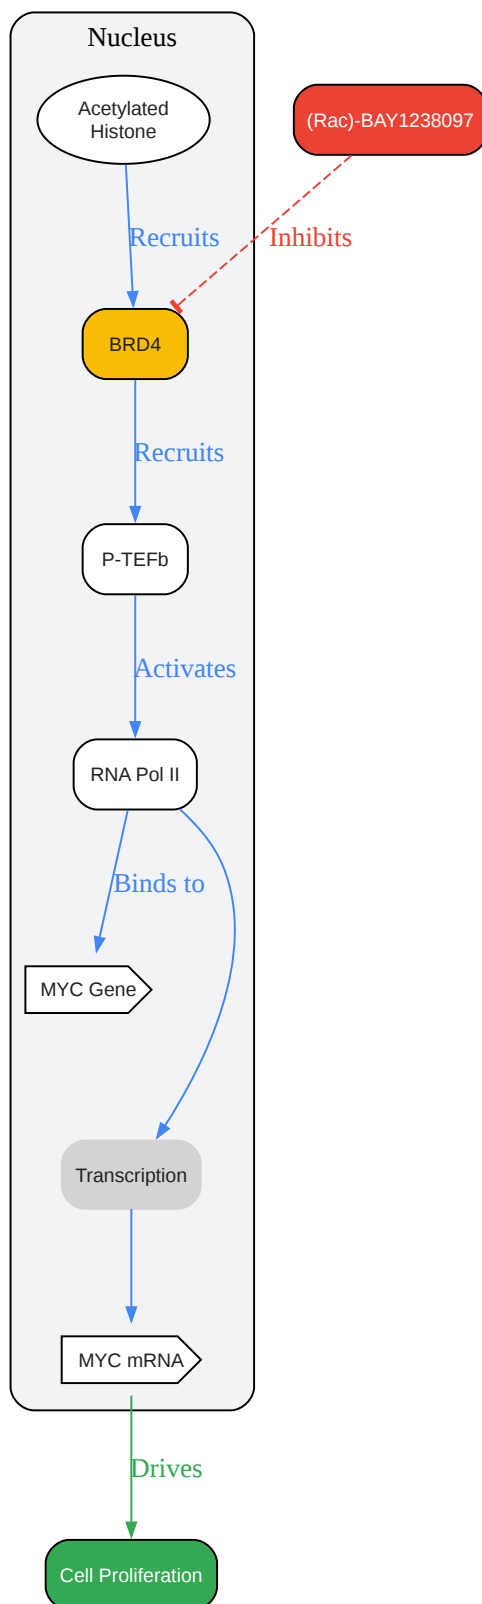 Nucleus
Acetylated
Histone
(Rac)-BAY1238097
Recruits
Inhibits
BRD4
Recruits
P-TEFb
Activates
RNA Pol II
Binds to
MYC Gene
Transcription
MYC mRNA
Drives
Cell Proliferation